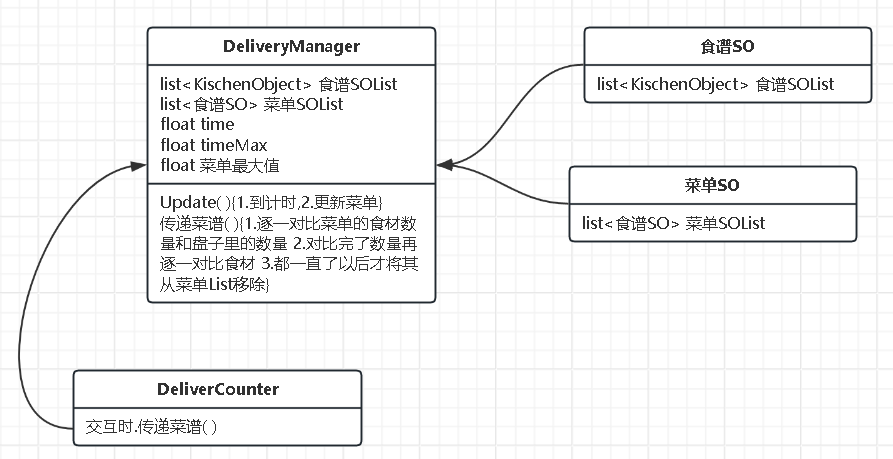 DeliveryManager
list<KischenObject> 食谱SOList
list<食谱SO> 菜单SOList
float time
float timeMax
float 菜单最大值
Update( ){1.到计时,2.更新菜单}
传递菜谱( ){1.逐一对比菜单的食材数
量和盘子里的数量 2.对比完了数量再
逐一对比食材 3.都一直了以后才将其
从菜单List移除}
食谱SO
list<KischenObject> 食谱SOList
菜单SO
list<食谱SO> 菜单SOList
DeliverCounter
交互时.传递菜谱( )